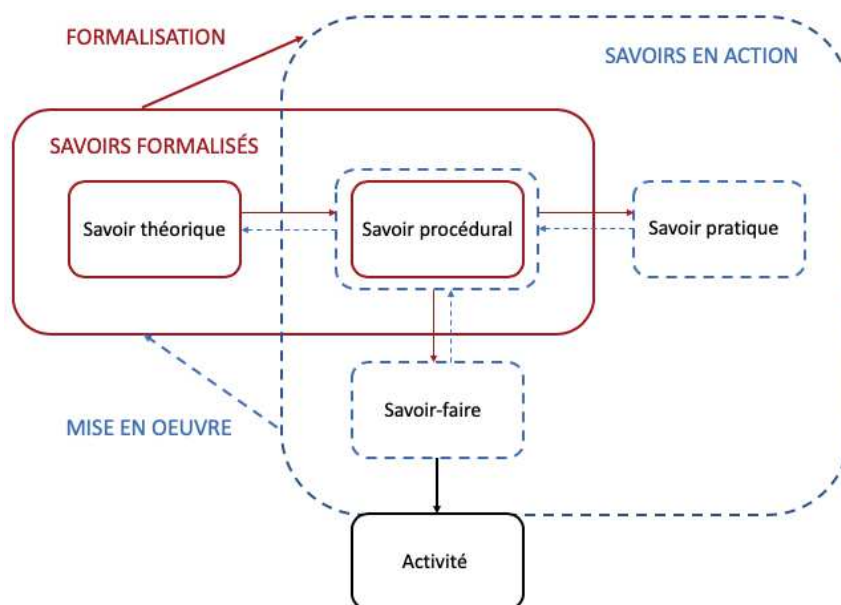 FORMALISATION
SAVOIRS EN ACTION
SAVOIRS FORMALISÉS
Savoir théorique
Savoir procédural
Savoir pratique
Savoir-faire
MISE EN OEUVRE
Activité